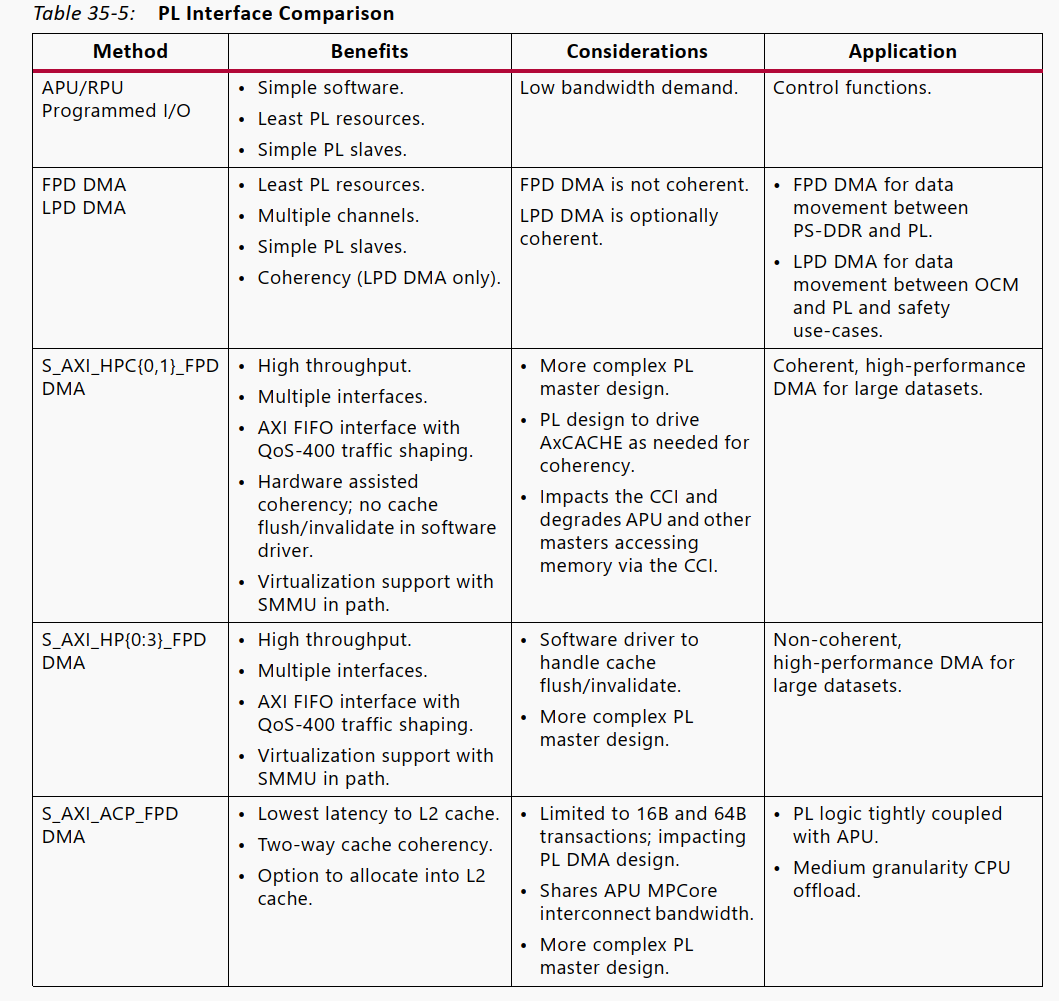 Table 35-5: PL Interface Comparison
Method Benefits Considerations Application
APU/RPU
Programmed I/O
• Simple software.
• Least PL resources.
• Simple PL slaves.
Low bandwidth demand.
Control functions.
FPD DMA
LPD DMA
• Least PL resources.
• Multiple channels.
• Simple PL slaves.
• Coherency (LPD DMA only).
FPD DMA is not coherent.
LPD DMA is optionally
coherent.
• FPD DMA for data
movement between
PS-DDR and PL.
• LPD DMA for data
movement between OCM
and PL and safety
use-cases.
S_AXI_HPC{0,1}_FPD
DMA
• High throughput.
• Multiple interfaces.
• AXI FIFO interface with
QoS-400 traffic shaping.
• Hardware assisted
coherency; no cache
flush/invalidate in software
driver.
• Virtualization support with
SMMU in path.
• More complex PL
master design.
• PL design to drive
AxCACHE as needed for
coherency.
• Impacts the CCI and
degrades APU and other
masters accessing
memory via the CCI.
Coherent, high-performance
DMA for large datasets.
S_AXI_HP{0:3}_FPD
DMA
• High throughput.
• Multiple interfaces.
• AXI FIFO interface with
QoS-400 traffic shaping.
• Virtualization support with
SMMU in path.
• Software driver to
handle cache
flush/invalidate.
• More complex PL
master design.
Non-coherent,
high-performance DMA for
large datasets.
S_AXI_ACP_FPD
DMA
• Lowest latency to L2 cache.
• Two-way cache coherency.
• Option to allocate into L2
cache.
• Limited to 16B and 64B
transactions; impacting
PL DMA design.
• Shares APU MPCore
interconnect bandwidth.
• More complex PL
master design.
• PL logic tightly coupled
with APU.
• Medium granularity CPU
offload.